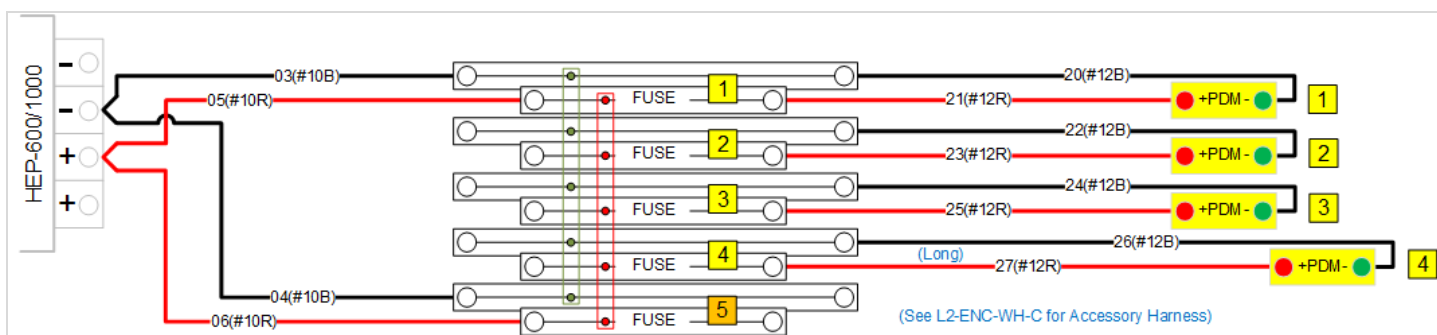 HEP-600/1000
-
-
+
+
03(#10B)
05(#10R)
04(#10B)
06(#10R)
FUSE 1
FUSE 2
FUSE 3
FUSE 4
FUSE 5
20(#12B)
21(#12R)
+PDM- 1
22(#12B)
23(#12R)
+PDM- 2
24(#12B)
25(#12R)
+PDM- 3
26(#12B)
(Long)
27(#12R)
+PDM- 4
(See L2-ENC-WH-C for Accessory Harness)